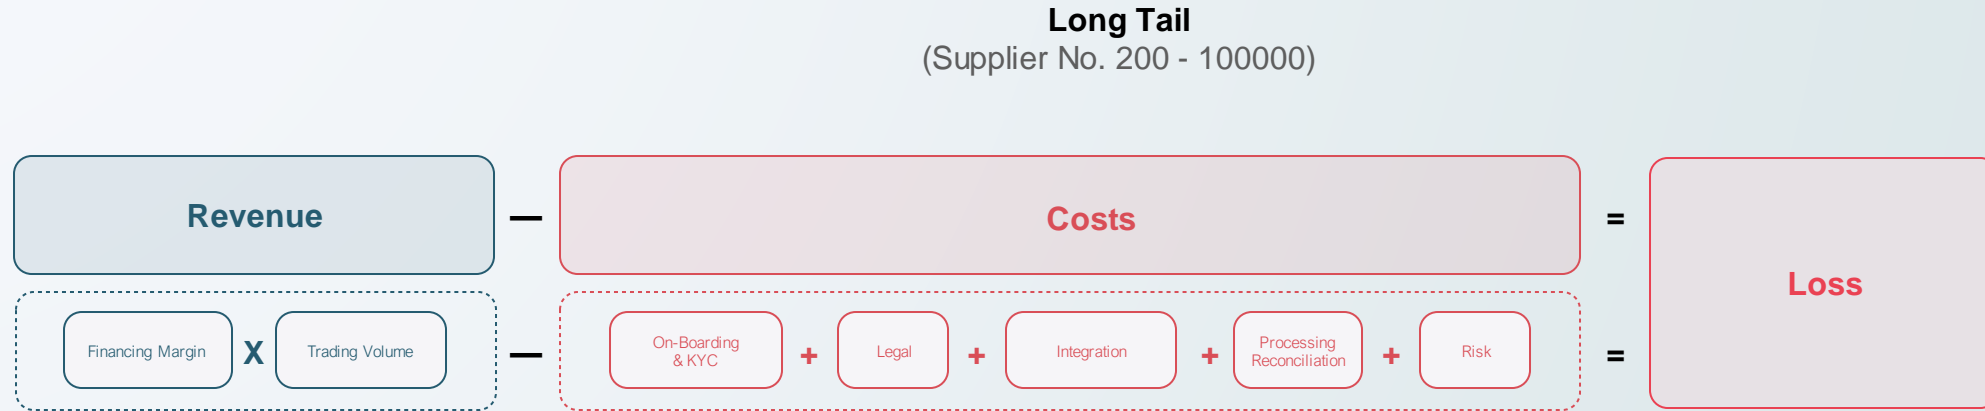 Long Tail
(Supplier No. 200 - 100000)
Revenue
—
Costs
=
Loss
Financing Margin
X
Trading Volume
—
On-Boarding
& KYC
+
Legal
+
Integration
+
Processing
Reconciliation
+
Risk
=